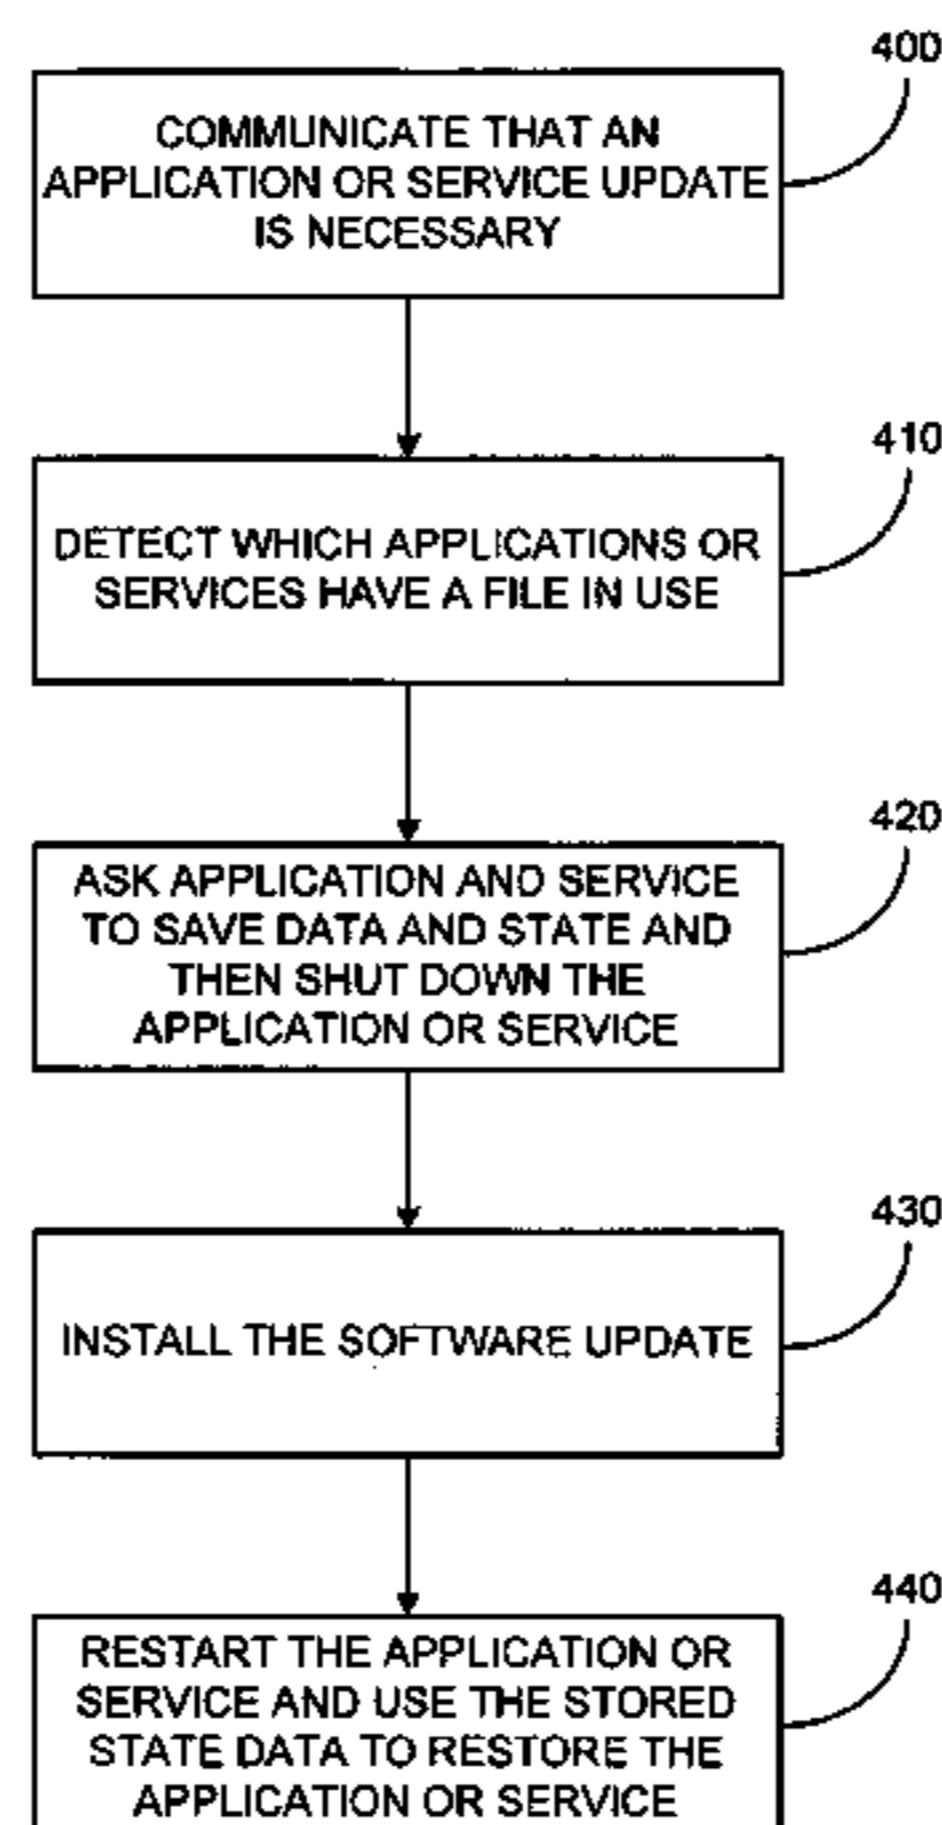 400
COMMUNICATE THAT AN
APPLICATION OR SERVICE UPDATE
IS NECESSARY
410
DETECT WHICH APPLICATIONS OR
SERVICES HAVE A FILE IN USE
420
ASK APPLICATION AND SERVICE
TO SAVE DATA AND STATE AND
THEN SHUT DOWN THE
APPLICATION OR SERVICE
430
INSTALL THE SOFTWARE UPDATE
440
RESTART THE APPLICATION OR
SERVICE AND USE THE STORED
STATE DATA TO RESTORE THE
APPLICATION OR SERVICE